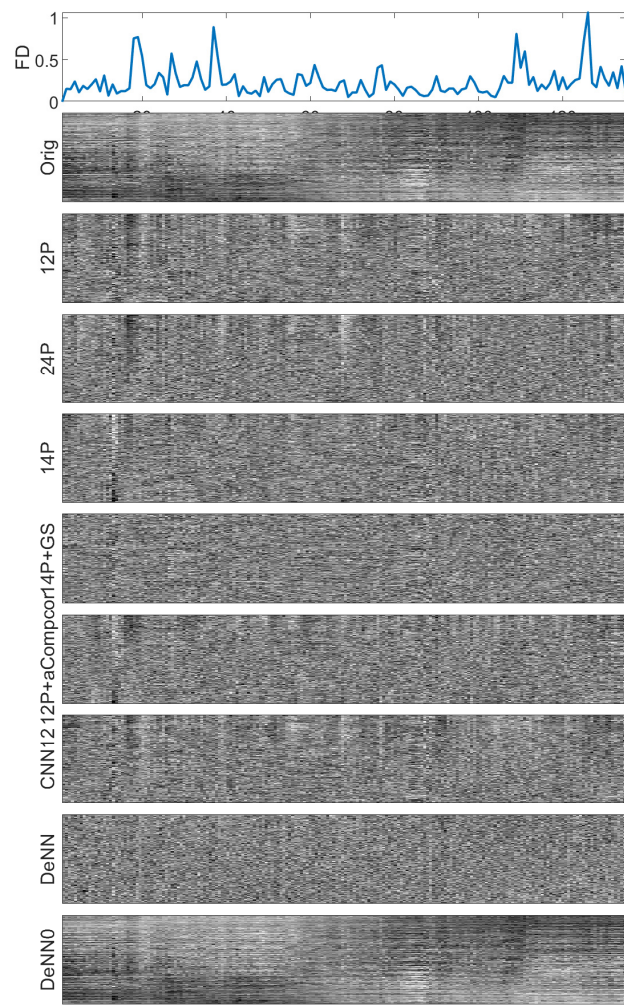 1
0.5
0
FD
Orig
12P
24P
14P
14P+GS
12P+aCompcor
CNN12
DeNN
DeNN0